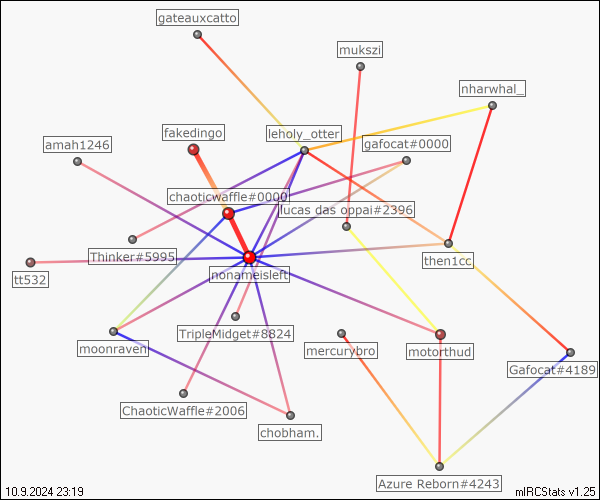 gateauxcatto
mukszi
nharwhal_
fakedingo
leholy_otter
amah1246
gafocat#0000
chaoticwaffle#0000
lucas das oppai#2396
Thinker#5995
then1cc
nonameisleft
tt532
TripleMidget#8824
moonraven
mercurybro
motorthud
Gafocat#4189
ChaoticWaffle#2006
chobham.
Azure Reborn#4243
10.9.2024 23:19
mIRCStats v1.25